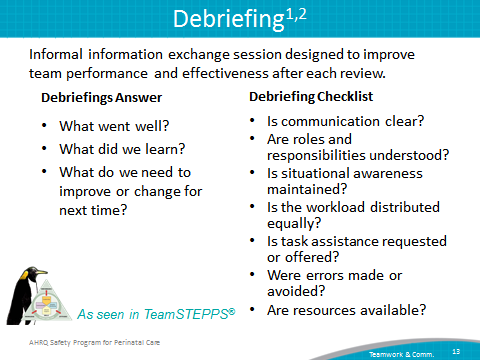 Debriefing1,2
Informal information exchange session designed to improve
team performance and effectiveness after each review.
Debriefings Answer
• What went well?
• What did we learn?
• What do we need to
improve or change for
next time?
Debriefing Checklist
• Is communication clear?
• Are roles and
responsibilities understood?
• Is situational awareness
maintained?
• Is the workload distributed
equally?
• Is task assistance requested
or offered?
• Were errors made or
avoided?
• Are resources available?
As seen in TeamSTEPPS®
AHRQ Safety Program for Perinatal Care
Teamwork & Comm.
13